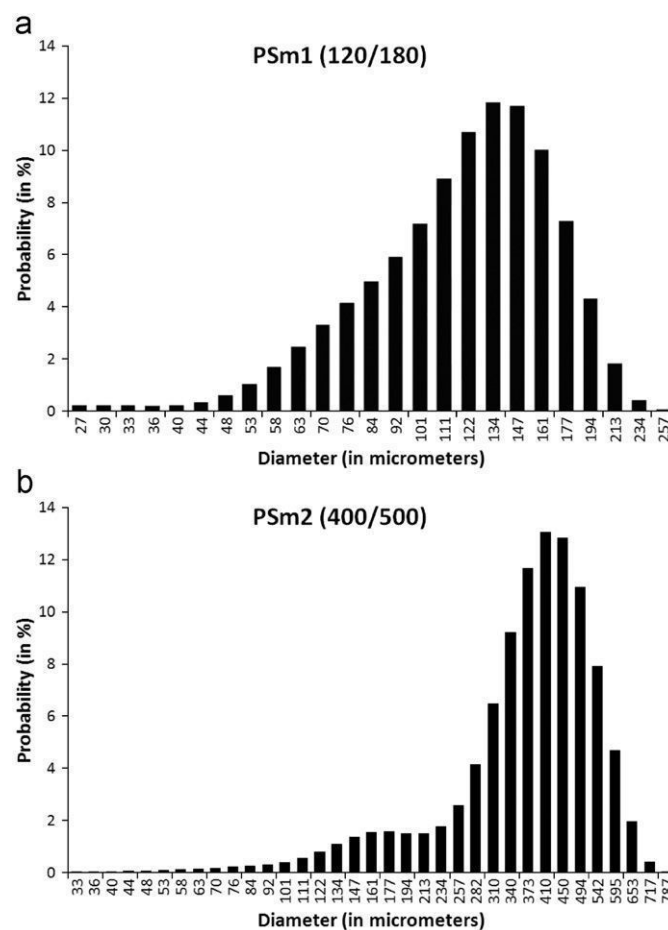 a
PSm1 (120/180)
14
12
10
8
6
4
2
0
Probability (in %)
27 30 33 36 40 44 48 53 58 63 70 76 84 92 101 111 122 134 147 161 177 194 213 234 257
Diameter (in micrometers)
b
PSm2 (400/500)
14
12
10
8
6
4
2
0
Probability (in %)
33 36 40 44 48 53 58 63 70 76 84 92 101 111 122 134 147 161 177 194 213 234 257 282 310 340 373 410 450 494 542 595 653 717 787
Diameter (in micrometers)